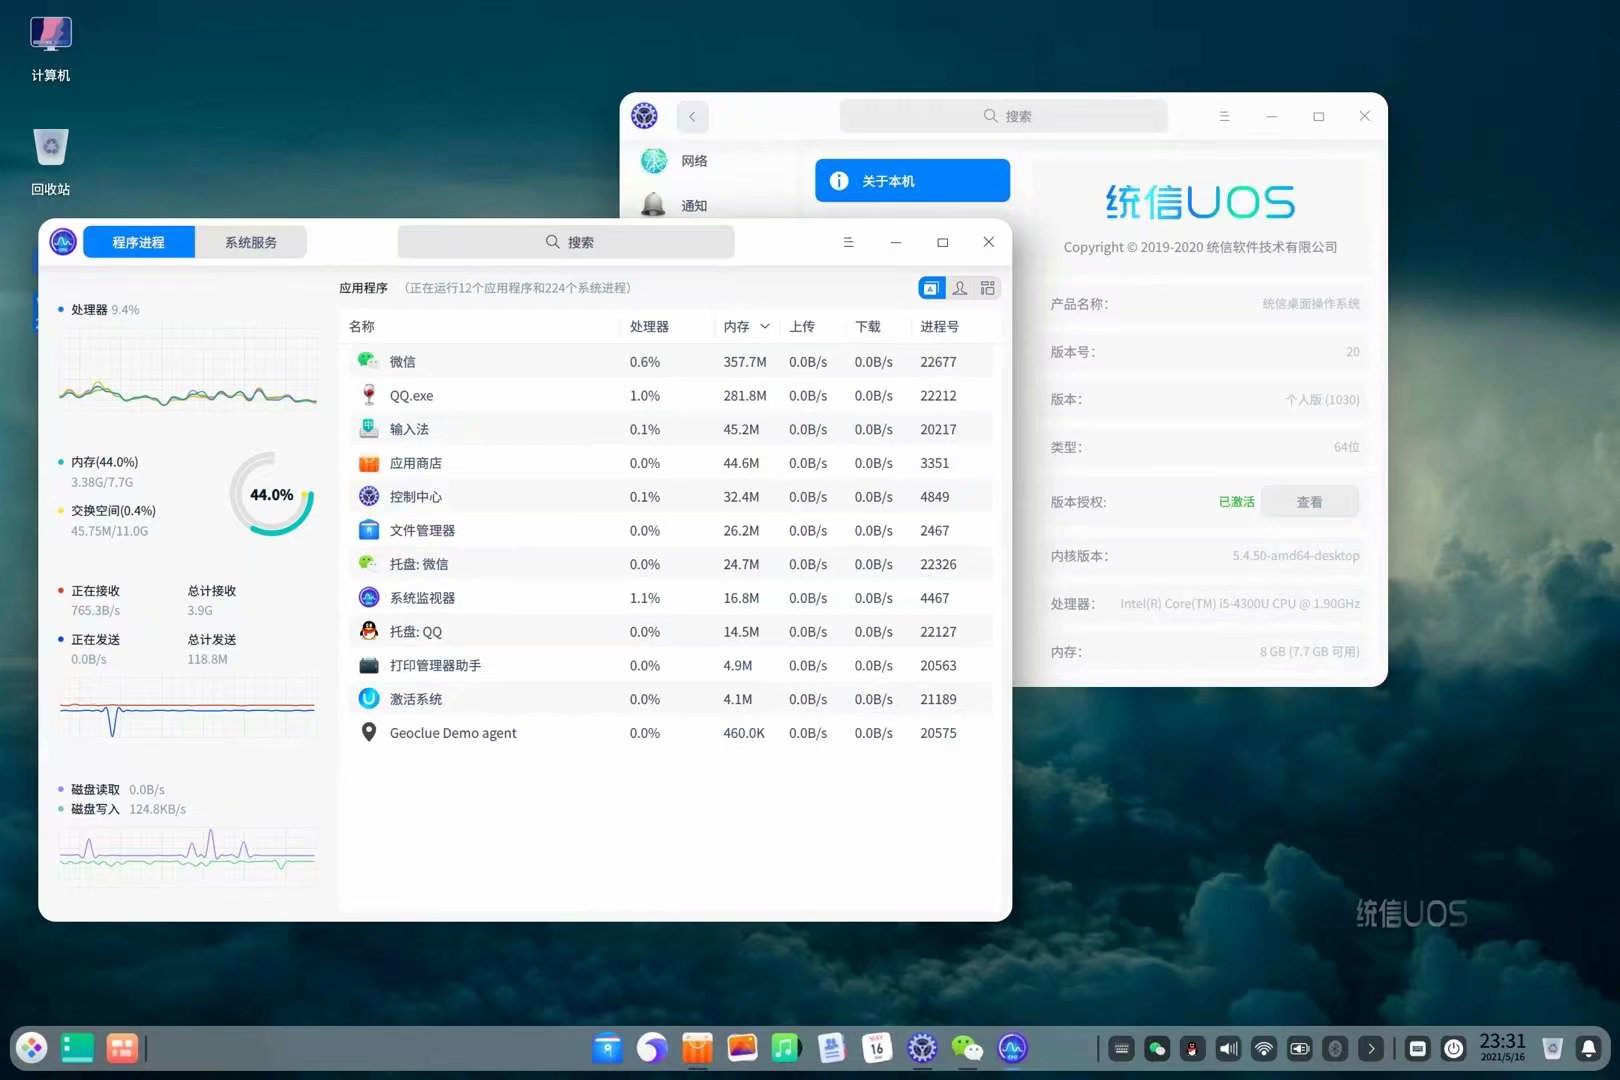 计算机
回收站
搜索
网络
通知
关于本机
统信UOS
Copyright © 2019-2020 统信软件技术有限公司
产品名称： 统信桌面操作系统
版本号： 20
版本： 个人版 (1030)
类型： 64位
版本授权： 已激活 查看
内核版本： 5.4.50-amd64-desktop
处理器： Intel(R) Core(TM) i5-4300U CPU @ 1.90GHz
内存： 8 GB (7.7 GB 可用)
程序进程 系统服务 搜索
处理器 9.4%
内存(44.0%)
3.38G/7.7G
44.0%
交换空间(0.4%)
45.75M/11.0G
正在接收 总计接收
765.3B/s 3.9G
正在发送 总计发送
0.0B/s 118.8M
磁盘读取 0.0B/s
磁盘写入 124.8KB/s
应用程序 （正在运行12个应用程序和224个系统进程）
名称 处理器 内存 上传 下载 进程号
微信 0.6% 357.7M 0.0B/s 0.0B/s 22677
QQ.exe 1.0% 281.8M 0.0B/s 0.0B/s 22212
输入法 0.1% 45.2M 0.0B/s 0.0B/s 20217
应用商店 0.0% 44.6M 0.0B/s 0.0B/s 3351
控制中心 0.1% 32.4M 0.0B/s 0.0B/s 4849
文件管理器 0.0% 26.2M 0.0B/s 0.0B/s 2467
托盘: 微信 0.0% 24.7M 0.0B/s 0.0B/s 22326
系统监视器 1.1% 16.8M 0.0B/s 0.0B/s 4467
托盘: QQ 0.0% 14.5M 0.0B/s 0.0B/s 22127
打印管理器助手 0.0% 4.9M 0.0B/s 0.0B/s 20563
激活系统 0.0% 4.1M 0.0B/s 0.0B/s 21189
Geoclue Demo agent 0.0% 460.0K 0.0B/s 0.0B/s 20575
统信UOS
16
23:31
2021/5/16